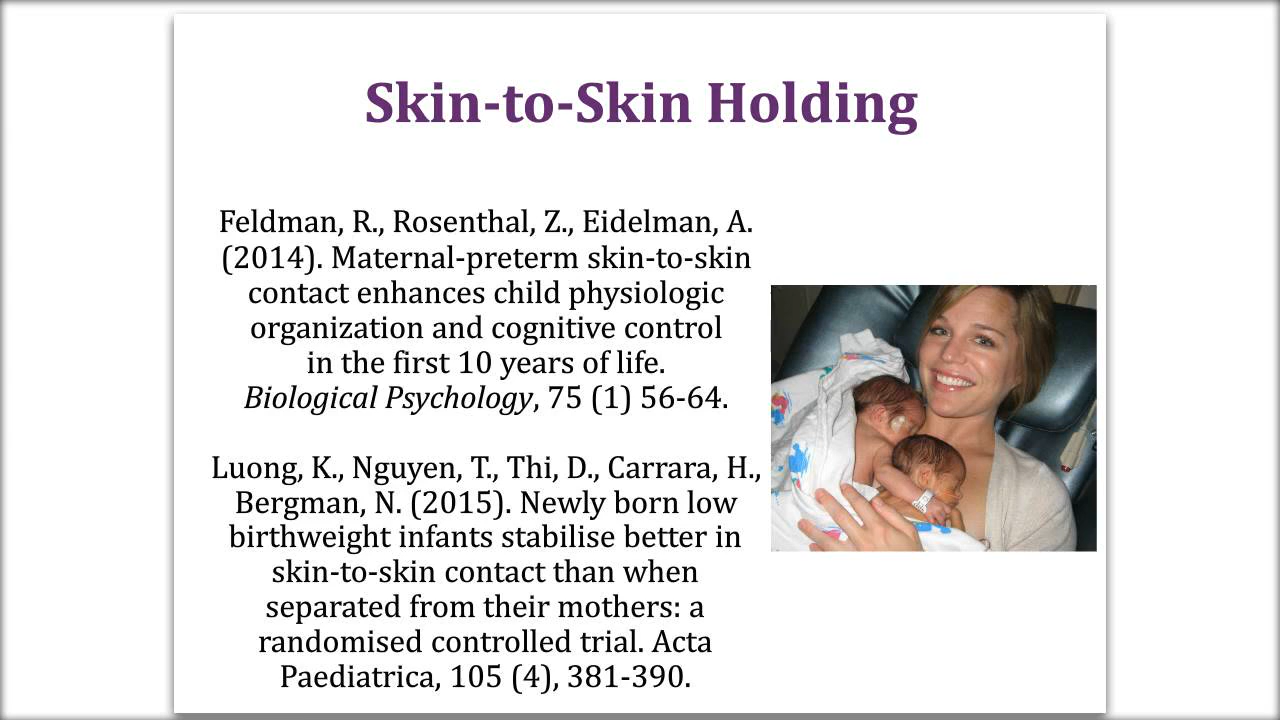 Skin-to-Skin Holding
Feldman, R., Rosenthal, Z., Eidelman, A.
(2014). Maternal-preterm skin-to-skin
contact enhances child physiologic
organization and cognitive control
in the first 10 years of life.
Biological Psychology, 75 (1) 56-64.
Luong, K., Nguyen, T., Thi, D., Carrara, H.,
Bergman, N. (2015). Newly born low
birthweight infants stabilise better in
skin-to-skin contact than when
separated from their mothers: a
randomised controlled trial. Acta
Paediatrica, 105 (4), 381-390.